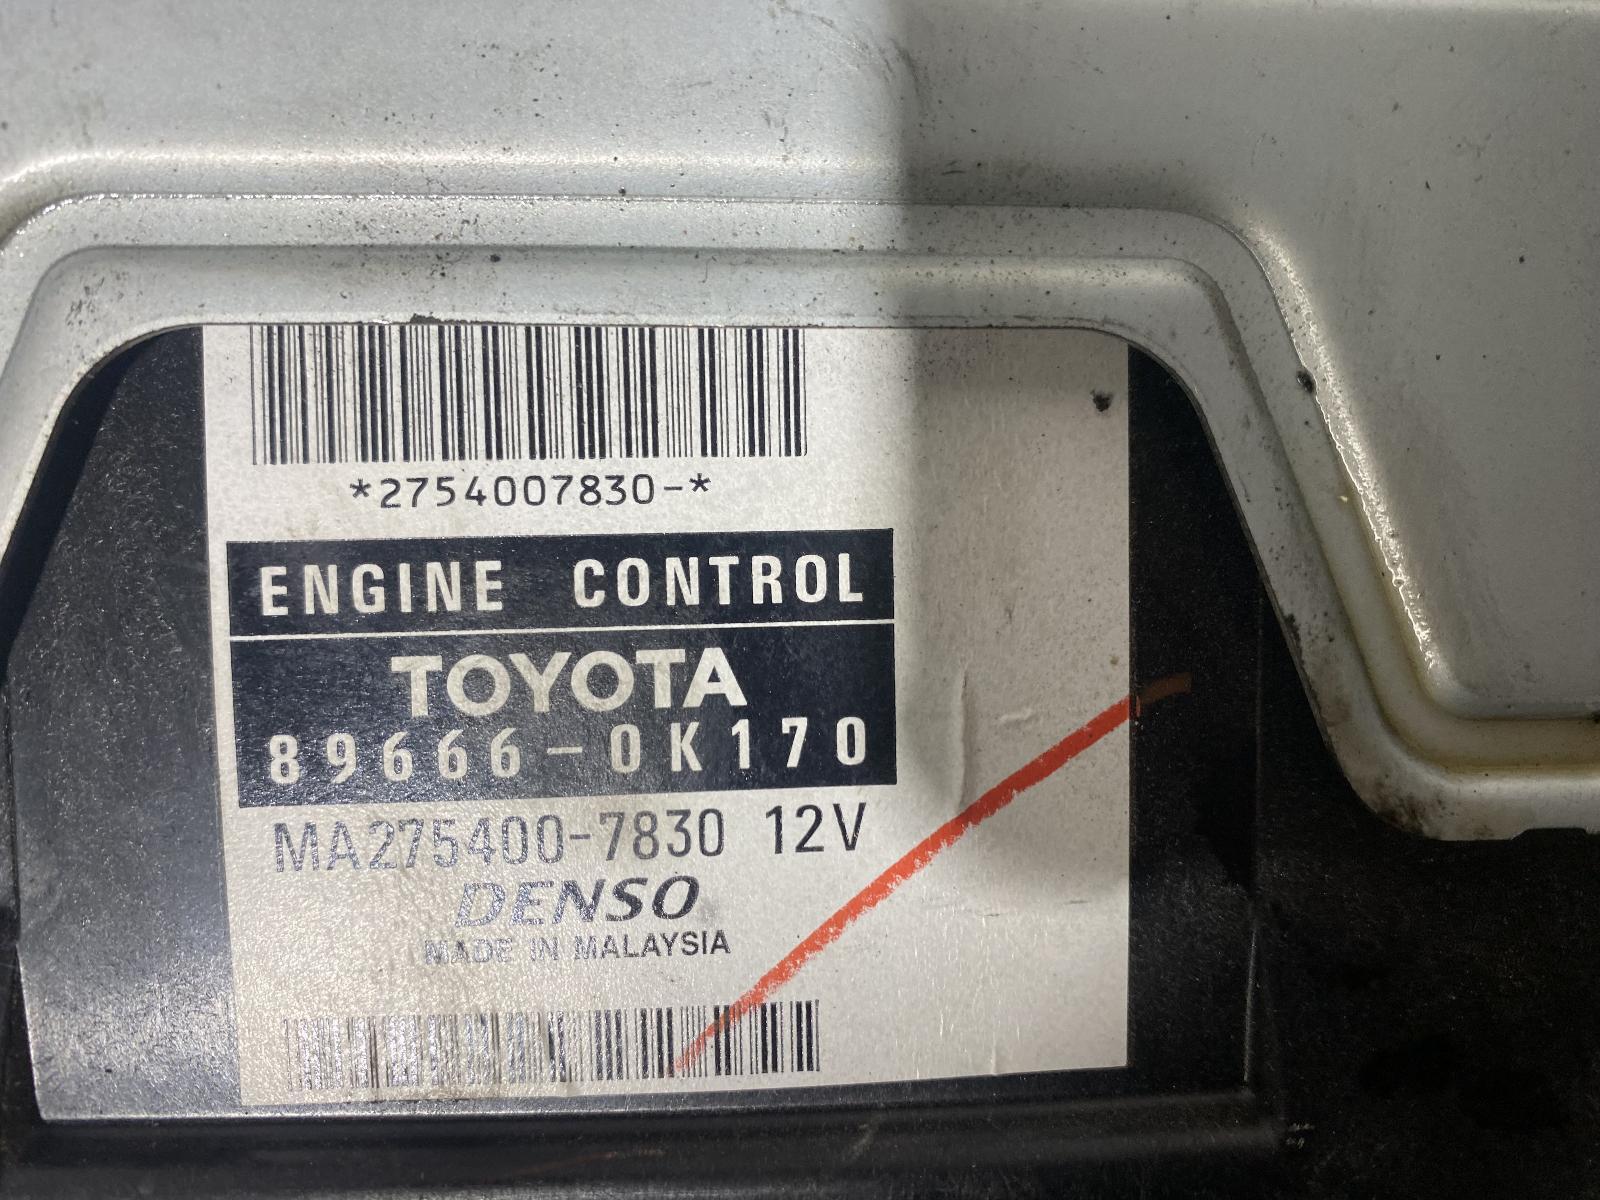 *2754007830-*
ENGINE CONTROL
TOYOTA
89666-0K170
MA275400-7830 12V
DENSO
MADE IN MALAYSIA